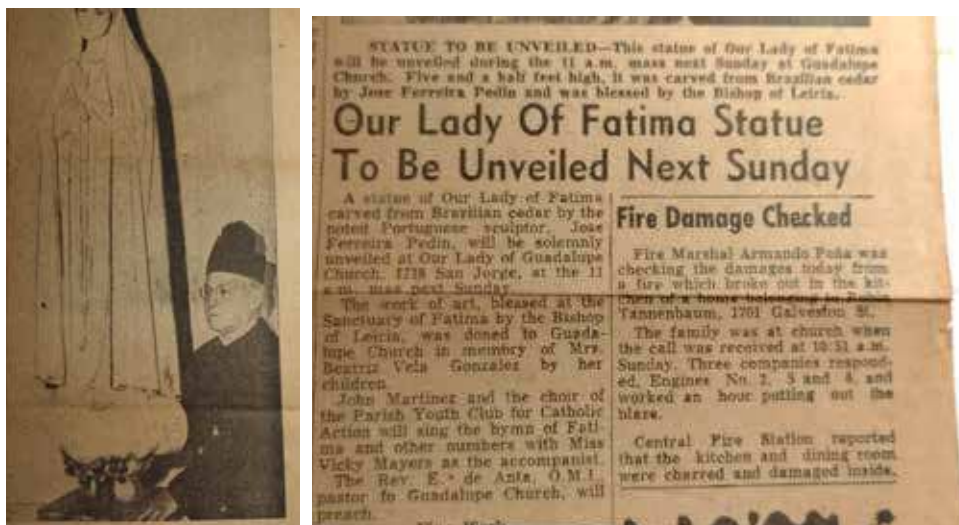 STATUE TO BE UNVEILED—This statue of Our Lady of Fatima
will be unveiled during the 11 a.m. mass next Sunday at Guadalupe
Church. Five and a half feet high, it was carved from Brazilian cedar
by Jose Ferreira Pedin and was blessed by the Bishop of Leiria.
Our Lady Of Fatima Statue
To Be Unveiled Next Sunday
A statue of Our Lady of Fatima
carved from Brazilian cedar by the
noted Portuguese sculptor, Jose
Ferreira Pedin, will be solemnly
unveiled at Our Lady of Guadalupe
Church, 1718 San Jorge, at the 11
a.m. mass next Sunday.
The work of art, blessed at the
Sanctuary of Fatima by the Bishop
of Leiria, was doned to Guada-
lupe Church in memory of Mrs.
Beatriz Vela Gonzalez by her
children.
John Martinez and the choir of
the Parish Youth Club for Catholic
Action will sing the hymn of Fati-
ma and other numbers with Miss
Vicky Mayers as the accompanist.
The Rev. E. de Anta, O.M.I.,
pastor fo Guadalupe Church, will
preach.
Fire Damage Checked
Fire Marshal Armando Peña was
checking the damages today from
a fire which broke out in the kit-
chen of a home belonging to
Tannenbaum, 1701 Galveston St.
The family was at church when
the call was received at 10:51 a.m.
Sunday. Three companies respond-
ed, Engines No. 2, 5 and 8, and
worked an hour putting out the
blare.
Central Fire Station reported
that the kitchen and dining room
were charred and damaged inside.